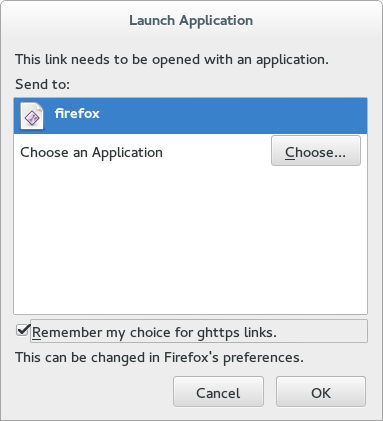 Launch Application
This link needs to be opened with an application.
Send to:
firefox
Choose an Application
Choose...
Remember my choice for ghttps links.
This can be changed in Firefox's preferences.
Cancel
OK